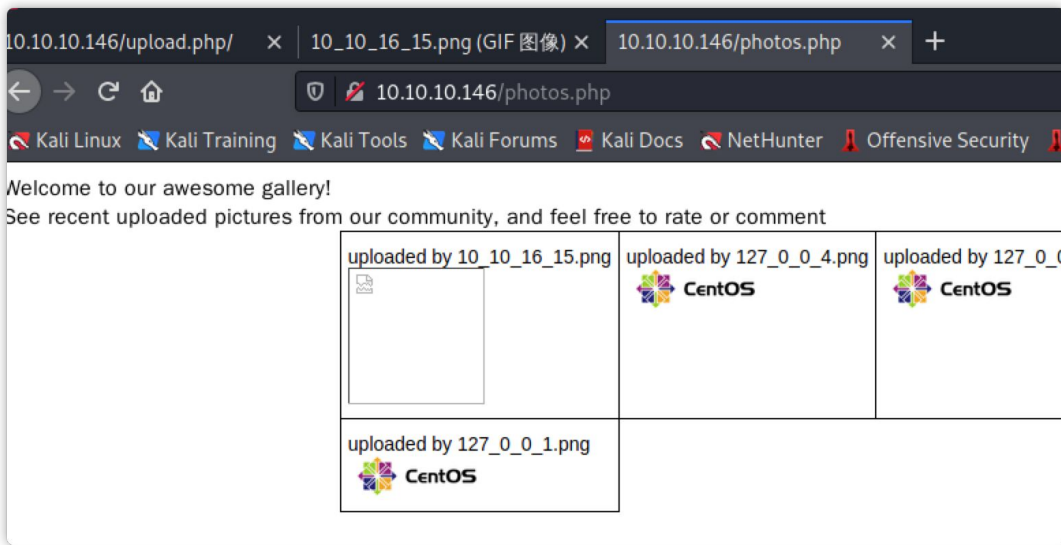 10.10.10.146/upload.php/
10_10_16_15.png (GIF 图像)
10.10.10.146/photos.php
10.10.10.146/photos.php
Kali Linux Kali Training Kali Tools Kali Forums Kali Docs NetHunter Offensive Security
Welcome to our awesome gallery!
See recent uploaded pictures from our community, and feel free to rate or comment
uploaded by 10_10_16_15.png
uploaded by 127_0_0_4.png
uploaded by 127_0_
CentOS
CentOS
uploaded by 127_0_0_1.png
CentOS